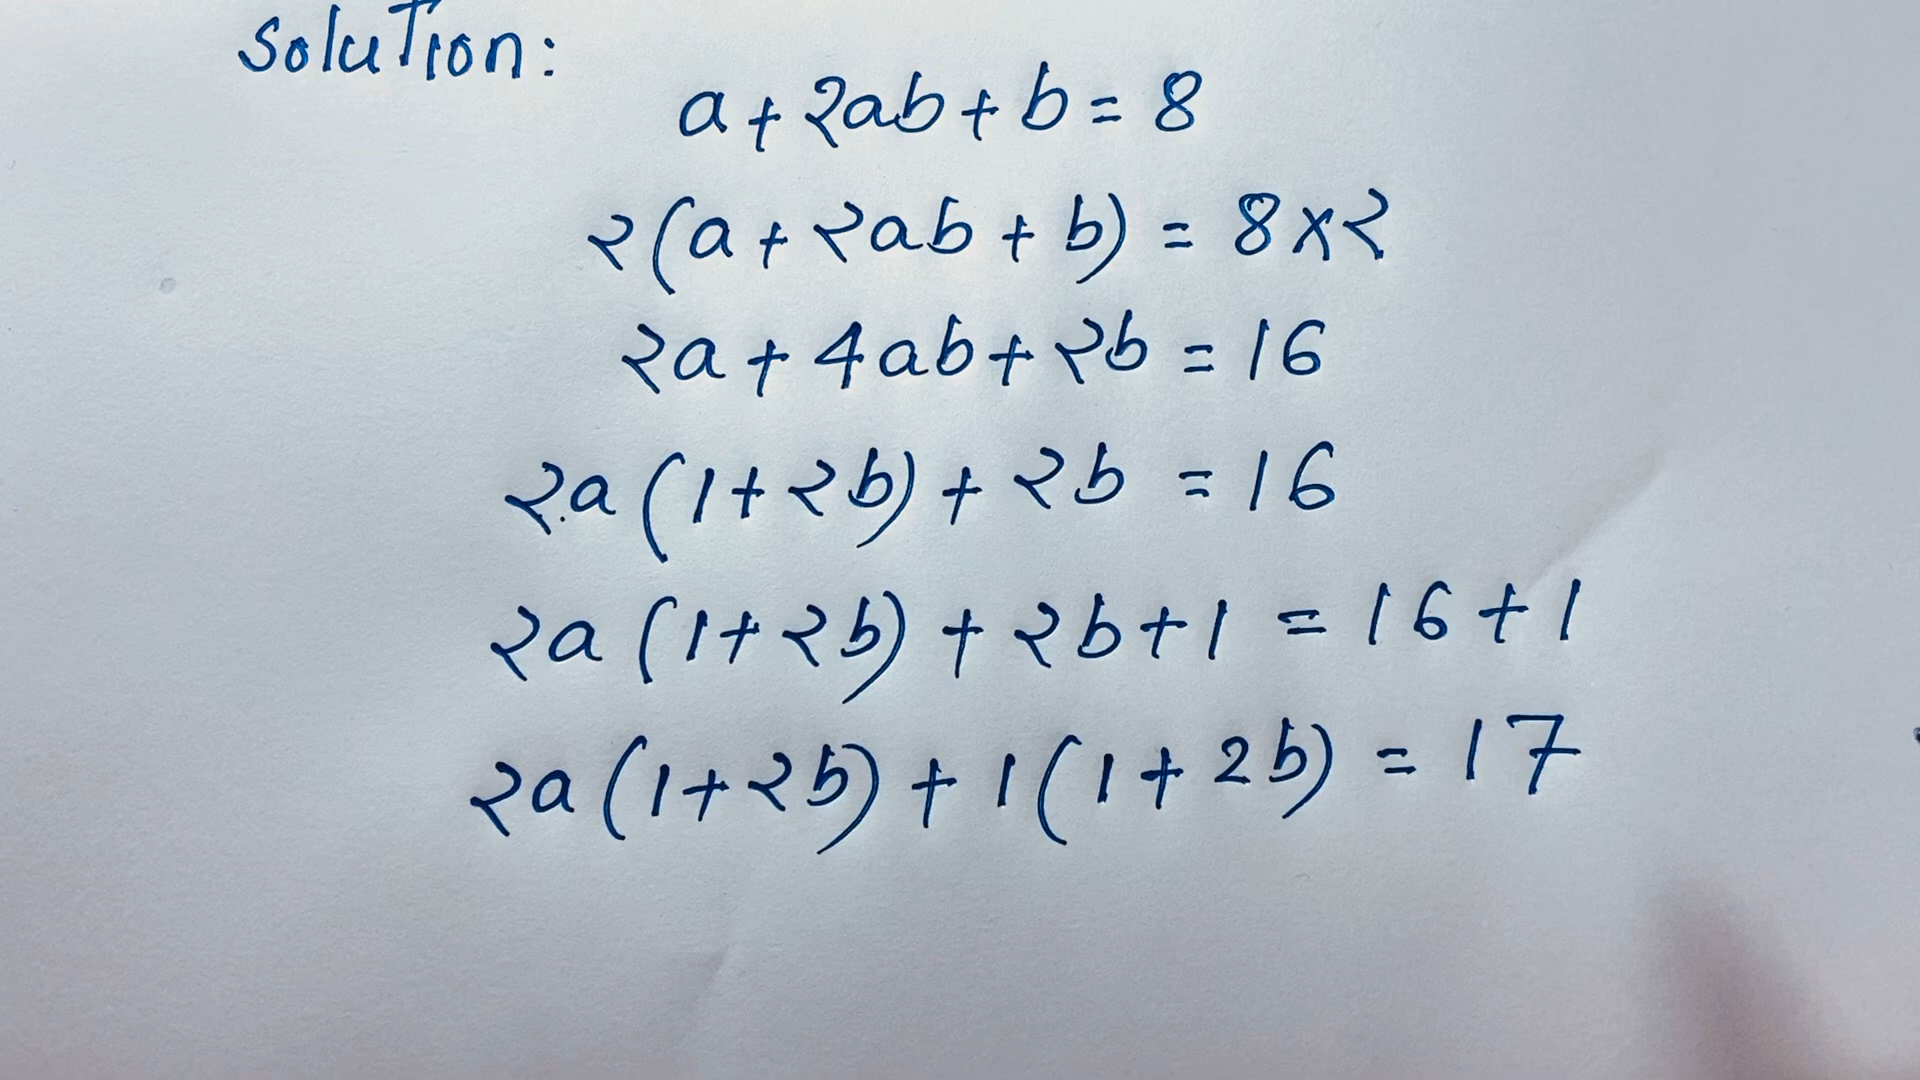 Solution:
a + 2ab + b = 8
2(a + 2ab + b) = 8×2
2a + 4ab + 2b = 16
2a(1+2b) + 2b = 16
2a(1+2b) + 2b+1 = 16+1
2a(1+2b) + 1(1+2b) = 17